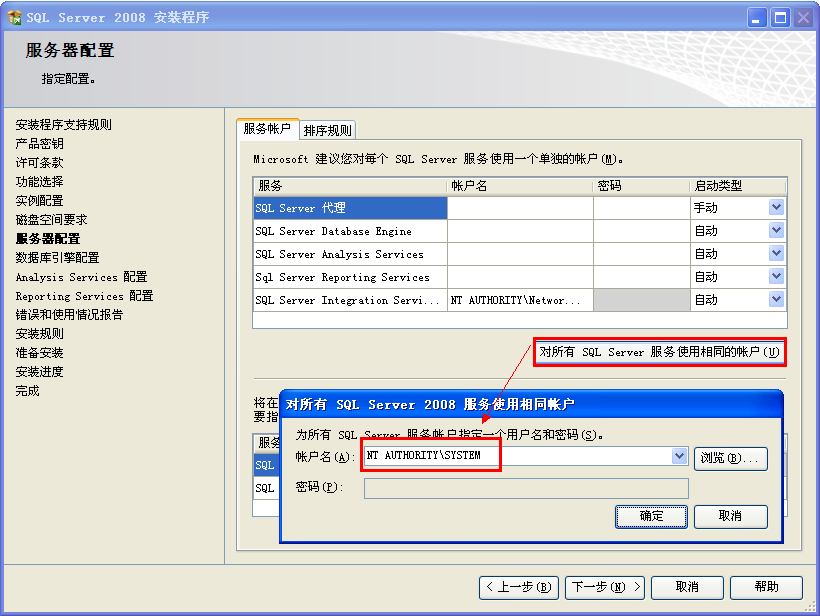 SQL Server 2008 安装程序
服务器配置
指定配置。
安装程序支持规则
产品密钥
许可条款
功能选择
实例配置
磁盘空间要求
服务器配置
数据库引擎配置
Analysis Services 配置
Reporting Services 配置
错误和使用情况报告
安装规则
准备安装
安装进度
完成
服务帐户 排序规则
Microsoft 建议您对每个 SQL Server 服务使用一个单独的帐户(M)。
服务 帐户名 密码 启动类型
SQL Server 代理 手动
SQL Server Database Engine 自动
SQL Server Analysis Services 自动
Sql Server Reporting Services 自动
SQL Server Integration Servi... NT AUTHORITY\Networ... 自动
对所有 SQL Server 服务使用相同的帐户(U)
将在
要指
服务
SQL
SQL
对所有 SQL Server 2008 服务使用相同帐户
为所有 SQL Server 服务帐户指定一个用户名和密码(S)。
帐户名(A): NT AUTHORITY\SYSTEM 浏览(B)...
密码(P):
确定 取消
< 上一步(B) 下一步(N) > 取消 帮助